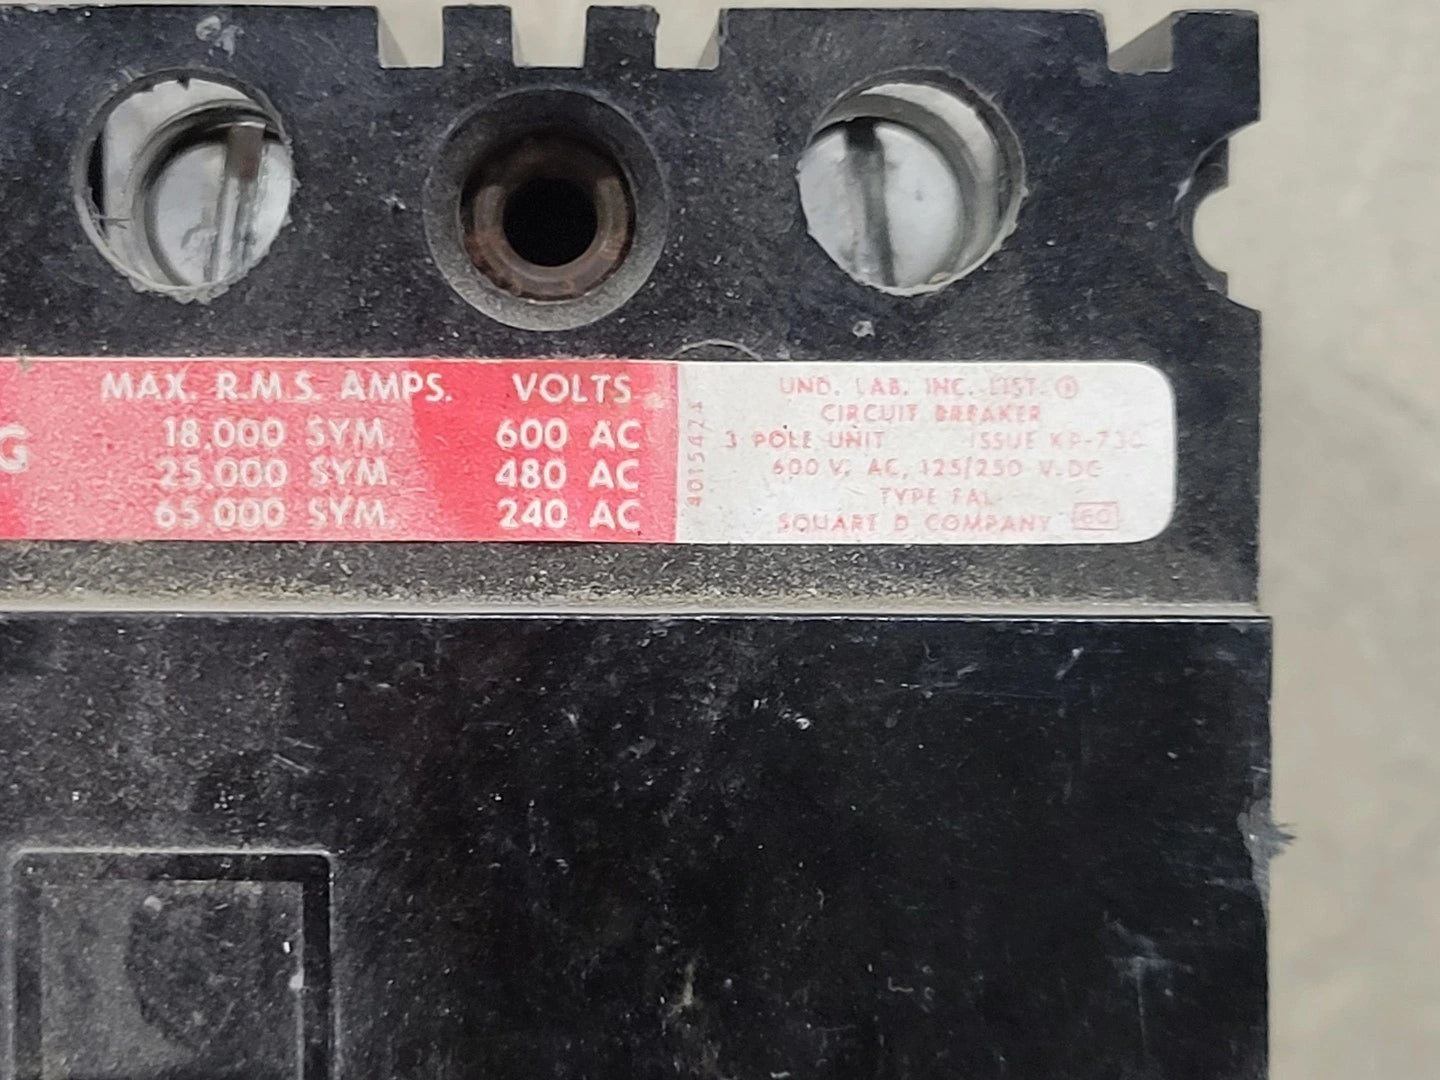 G
MAX. R.M.S. AMPS. VOLTS
18,000 SYM. 600 AC
25,000 SYM. 480 AC
65,000 SYM. 240 AC
UND. LAB. INC. LIST.
CIRCUIT BREAKER
3 POLE UNIT ISSUE
600 V. AC, 125/250 V. DC
TYPE FAL
SQUARE D COMPANY